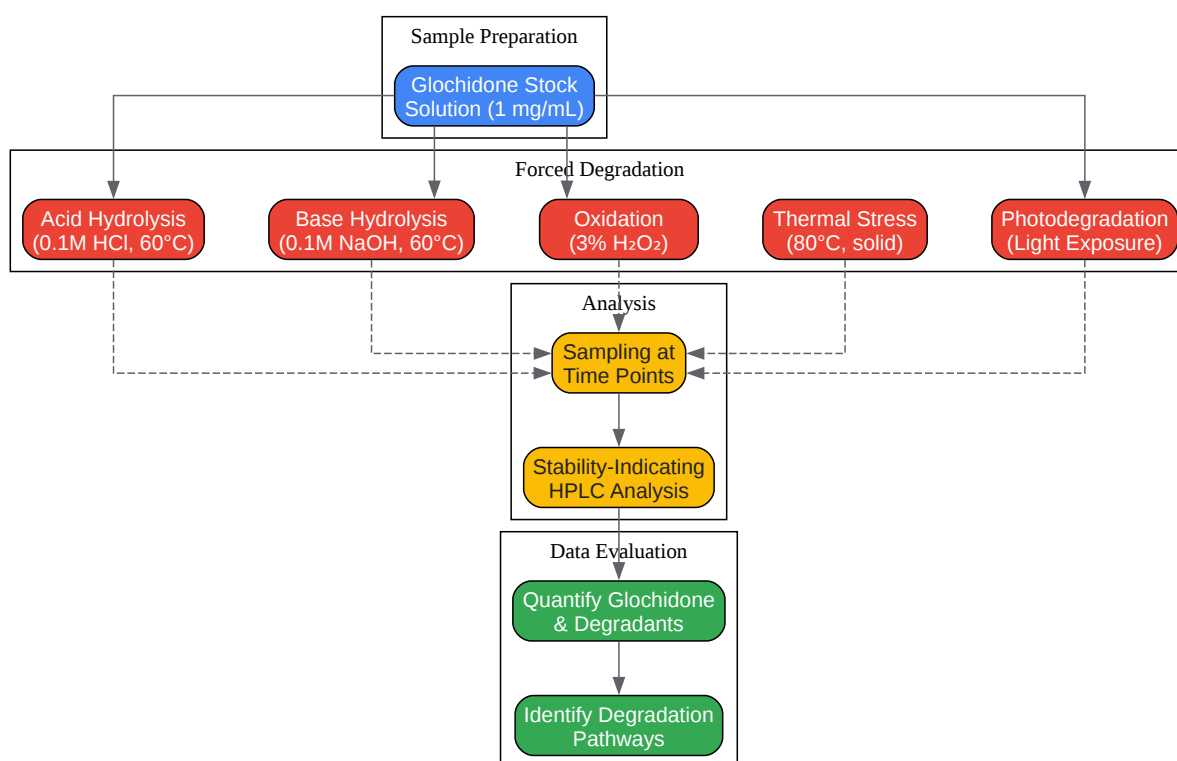 Sample Preparation
Glochidone Stock
Solution (1 mg/mL)
Forced Degradation
Acid Hydrolysis
(0.1M HCl, 60°C)
Base Hydrolysis
(0.1M NaOH, 60°C)
Oxidation
(3% H₂O₂)
Thermal Stress
(80°C, solid)
Photodegradation
(Light Exposure)
Analysis
Sampling at
Time Points
Stability-Indicating
HPLC Analysis
Data Evaluation
Quantify Glochidone
& Degradants
Identify Degradation
Pathways